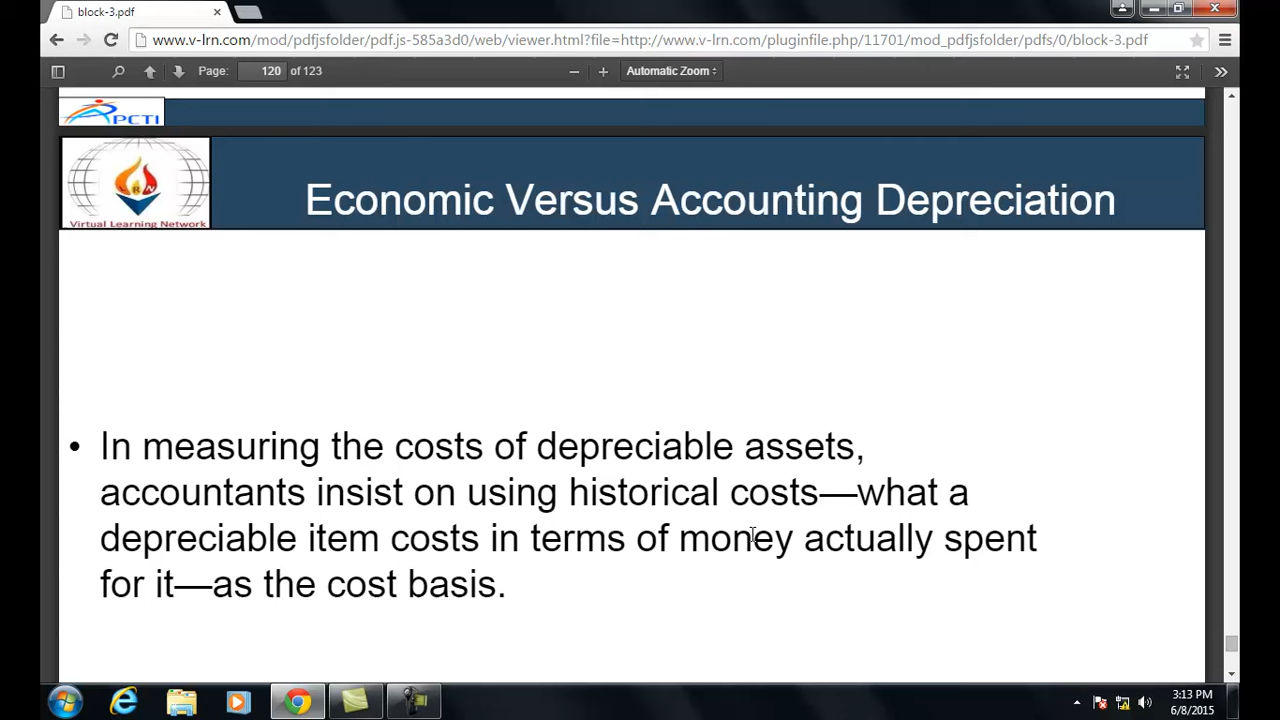 block-3.pdf
www.v-lrn.com/mod/pdfjsfolder/pdf.js-585a3d0/web/viewer.html?file=http://www.v-lrn.com/pluginfile.php/11701/mod_pdfjsfolder/pdfs/0/block-3.pdf
Page: 120 of 123 Automatic Zoom
PCTI
VLRN
Virtual Learning Network
Economic Versus Accounting Depreciation
• In measuring the costs of depreciable assets,
accountants insist on using historical costs—what a
depreciable item costs in terms of money actually spent
for it—as the cost basis.
3:13 PM
6/8/2015